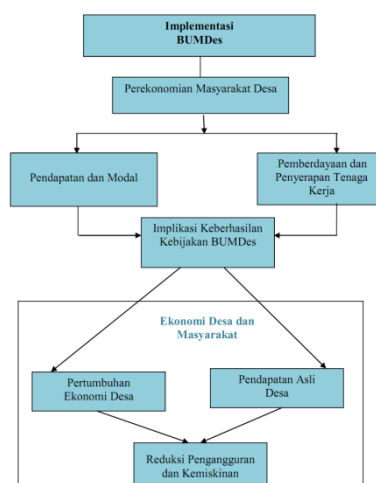 Implementasi
BUMDes
Perekonomian Masyarakat Desa
Pendapatan dan Modal
Pemberdayaan dan
Penyerapan Tenaga
Kerja
Implikasi Keberhasilan
Kebijakan BUMDes
Ekonomi Desa dan
Masyarakat
Pertumbuhan
Ekonomi Desa
Pendapatan Asli
Desa
Reduksi Pengangguran
dan Kemiskinan